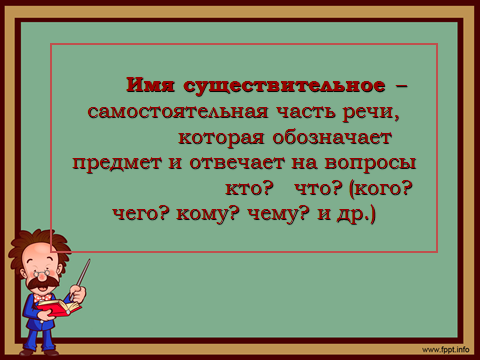 Имя существительное –
самостоятельная часть речи,
которая обозначает
предмет и отвечает на вопросы
кто? что? (кого?
чего? кому? чему? и др.)
www.fppt.info